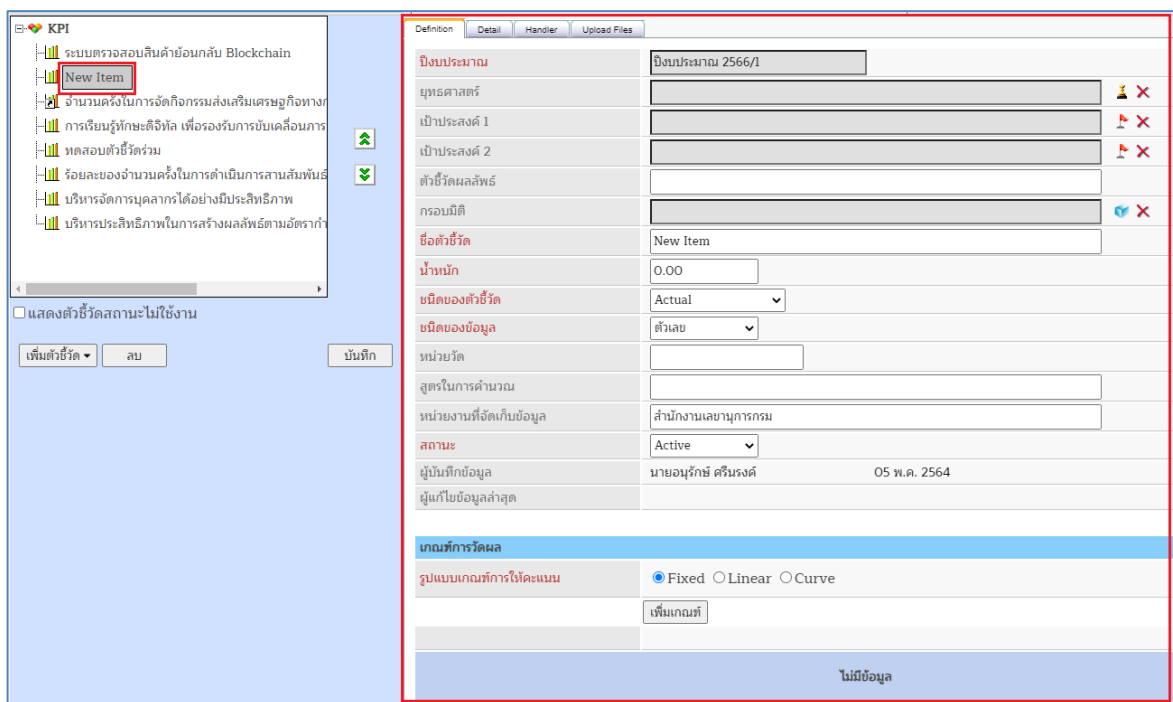 KPI
ระบบตรวจสอบสินค้าย้อนกลับ Blockchain
New Item
จำนวนครั้งในการจัดกิจกรรมส่งเสริมเศรษฐกิจทาง
การเรียนรู้ทักษะดิจิทัล เพื่อรองรับการขับเคลื่อนการ
ทดสอบตัวชี้วัดร่วม
ร้อยละของจำนวนครั้งในการดำเนินการสานสัมพันธ์
บริหารจัดการบุคลากรได้อย่างมีประสิทธิภาพ
บริหารประสิทธิภาพในการสร้างผลลัพธ์ตามอัตรากำ
แสดงตัวชี้วัดสถานะไม่ใช้งาน
เพิ่มตัวชี้วัด ลบ บันทึก
Definition Detail Handler Upload Files
ปีงบประมาณ ปีงบประมาณ 2566/1
ยุทธศาสตร์
เป้าประสงค์ 1
เป้าประสงค์ 2
ตัวชี้วัดผลลัพธ์
กรอบมิติ
ชื่อตัวชี้วัด New Item
น้ำหนัก 0.00
ชนิดของตัวชี้วัด Actual
ชนิดของข้อมูล ตัวเลข
หน่วยวัด
สูตรในการคำนวณ
หน่วยงานที่จัดเก็บข้อมูล สำนักงานเลขานุการกรม
สถานะ Active
ผู้บันทึกข้อมูล นายอนุรักษ์ ศรีนรงค์ 05 พ.ค. 2564
ผู้แก้ไขข้อมูลล่าสุด
เกณฑ์การวัดผล
รูปแบบเกณฑ์การให้คะแนน Fixed Linear Curve
เพิ่มเกณฑ์
ไม่มีข้อมูล